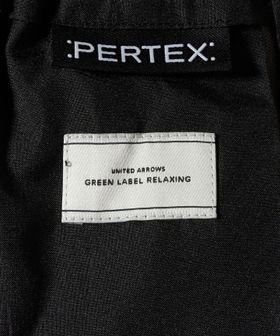 :PERTEX:
UNITED ARROWS
GREEN LABEL RELAXING